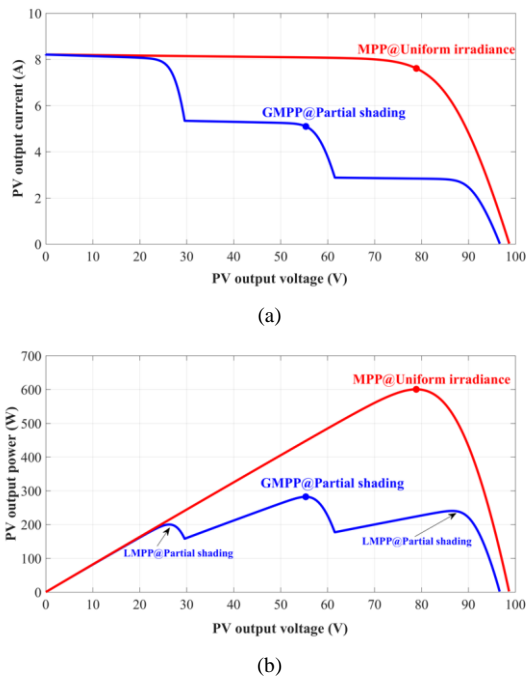 10
8
6
4
2
0
PV output current (A)
MPP@Uniform irradiance
GMPP@Partial shading
0 10 20 30 40 50 60 70 80 90 100
PV output voltage (V)
(a)
700
600
500
400
300
200
100
0
PV output power (W)
MPP@Uniform irradiance
GMPP@Partial shading
LMPP@Partial shading
LMPP@Partial shading
0 10 20 30 40 50 60 70 80 90 100
PV output voltage (V)
(b)